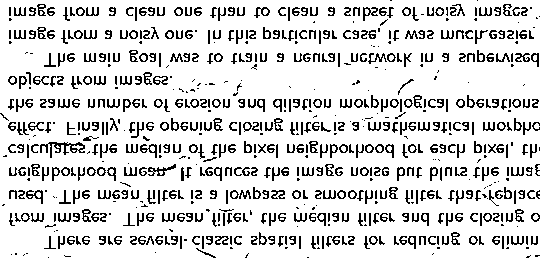 There are several classic spatial filters for reducing or elimin
from images. The mean filter, the median filter and the closing o
used. The mean filter is a lowpass or smoothing filter that replace
neighborhood mean. It reduces the image noise but blurs the imag
calculates the median of the pixel neighborhood for each pixel, th
effect. Finally, the opening closing filter is a mathematical morpho
the same number of erosion and dilation morphological operations
objects from images.
The main goal was to train a neural network in a supervised
image from a noisy one. In this particular case, it was much easier
image from a clean one than to clean a subset of noisy images.